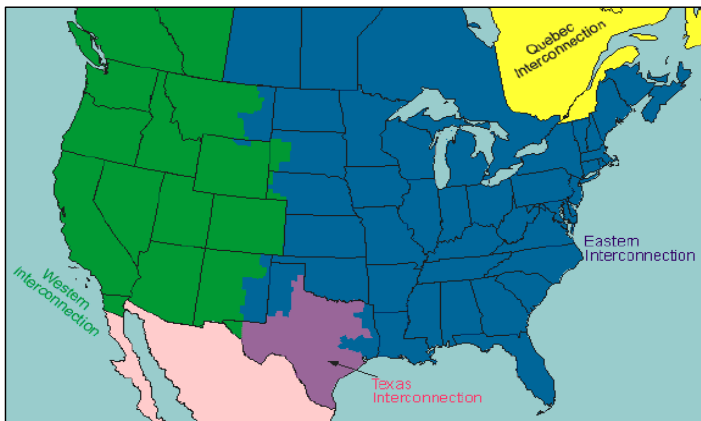 Quebec
Interconnection
Eastern
Interconnection
Western
Interconnection
Texas
Interconnection